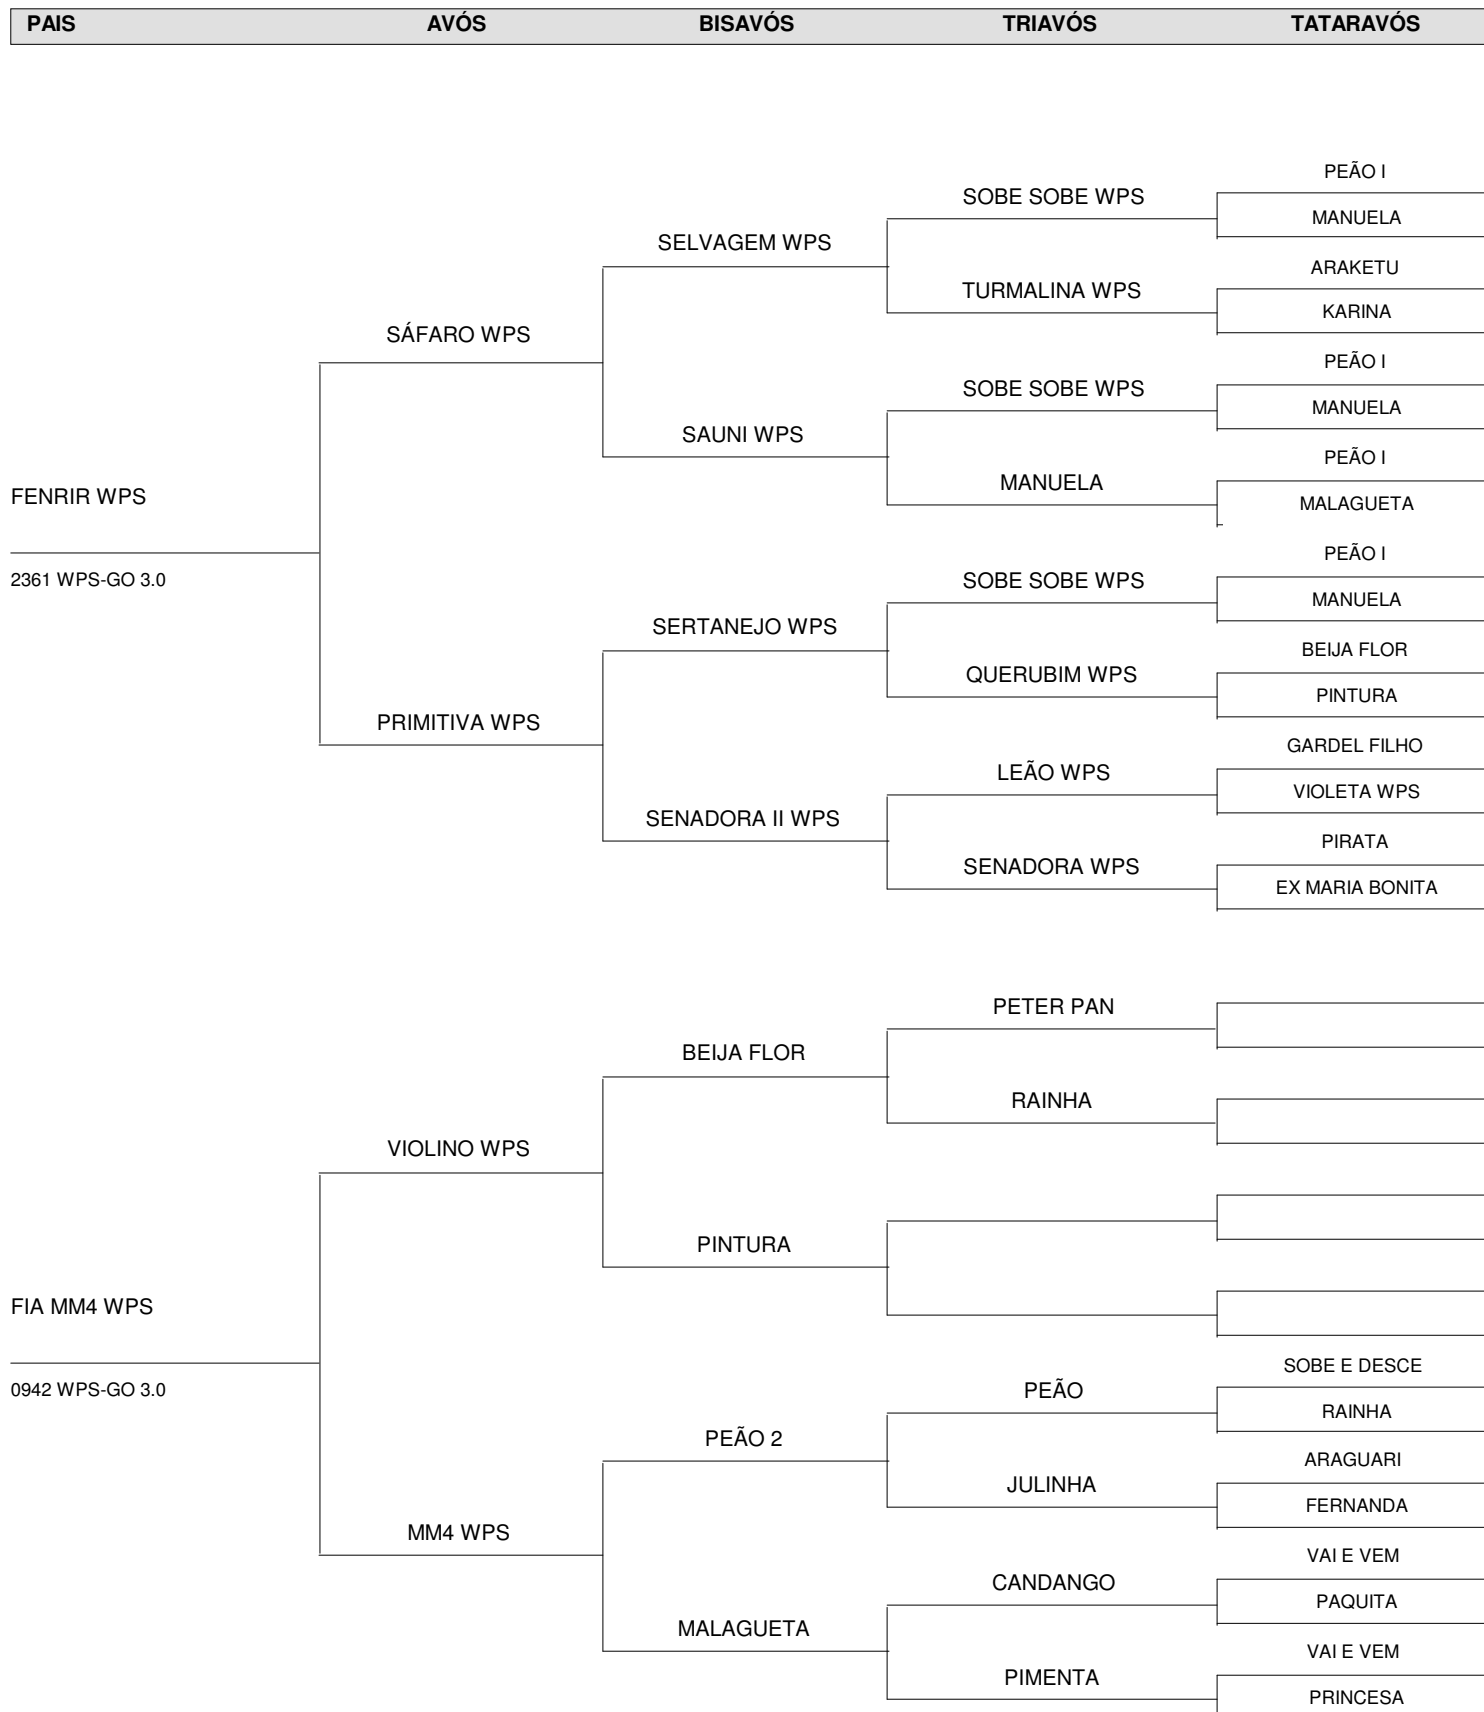 PAIS AVÓS BISAVÓS TRIAVÓS TATARAVÓS
PEÃO I
SOBE SOBE WPS
MANUELA
SELVAGEM WPS
ARAKETU
TURMALINA WPS
KARINA
SÁFARO WPS
PEÃO I
SOBE SOBE WPS
MANUELA
SAUNI WPS
PEÃO I
MANUELA
MALAGUETA
FENRIR WPS
PEÃO I
2361 WPS-GO 3.0
SOBE SOBE WPS
MANUELA
SERTANEJO WPS
BEIJA FLOR
QUERUBIM WPS
PINTURA
PRIMITIVA WPS
GARDEL FILHO
LEÃO WPS
VIOLETA WPS
SENADORA II WPS
PIRATA
SENADORA WPS
EX MARIA BONITA
PETER PAN
BEIJA FLOR
RAINHA
VIOLINO WPS
PINTURA
FIA MM4 WPS
SOBE E DESCE
0942 WPS-GO 3.0
PEÃO
RAINHA
PEÃO 2
ARAGUARI
JULINHA
FERNANDA
MM4 WPS
VAI E VEM
CANDANGO
PAQUITA
MALAGUETA
VAI E VEM
PIMENTA
PRINCESA